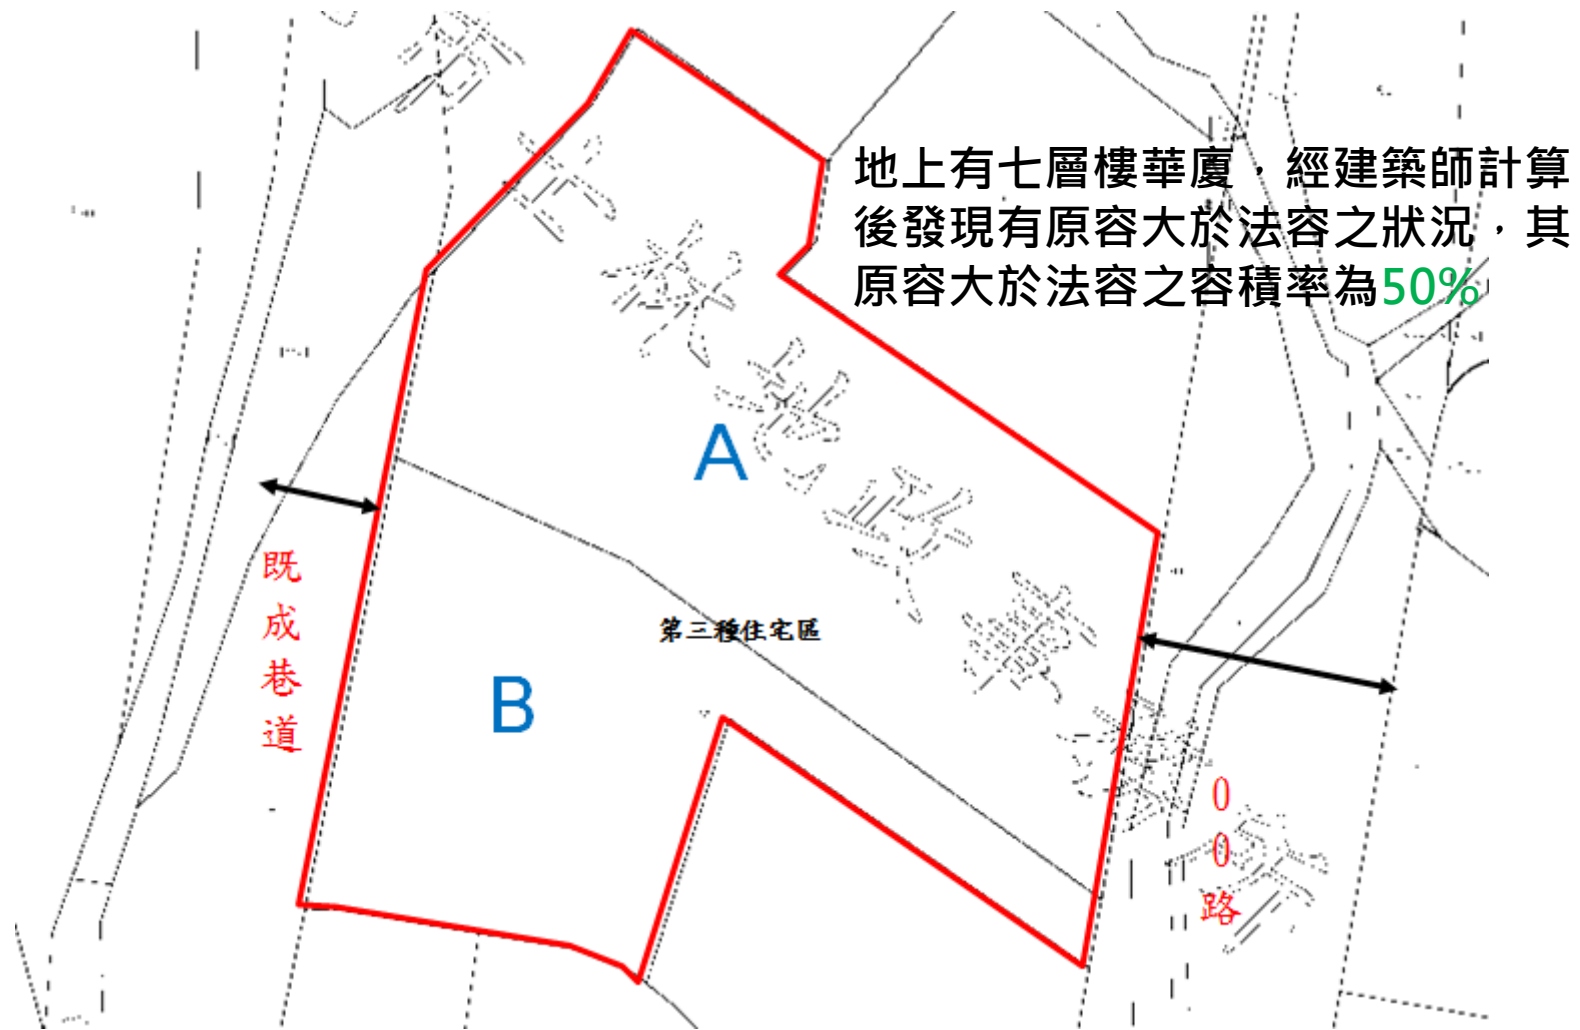 地上有七層樓華廈，經建築師計算
後發現有原容大於法容之狀況，其
原容大於法容之容積率為50%
A
既成巷道
第三種住宅區
B
00路